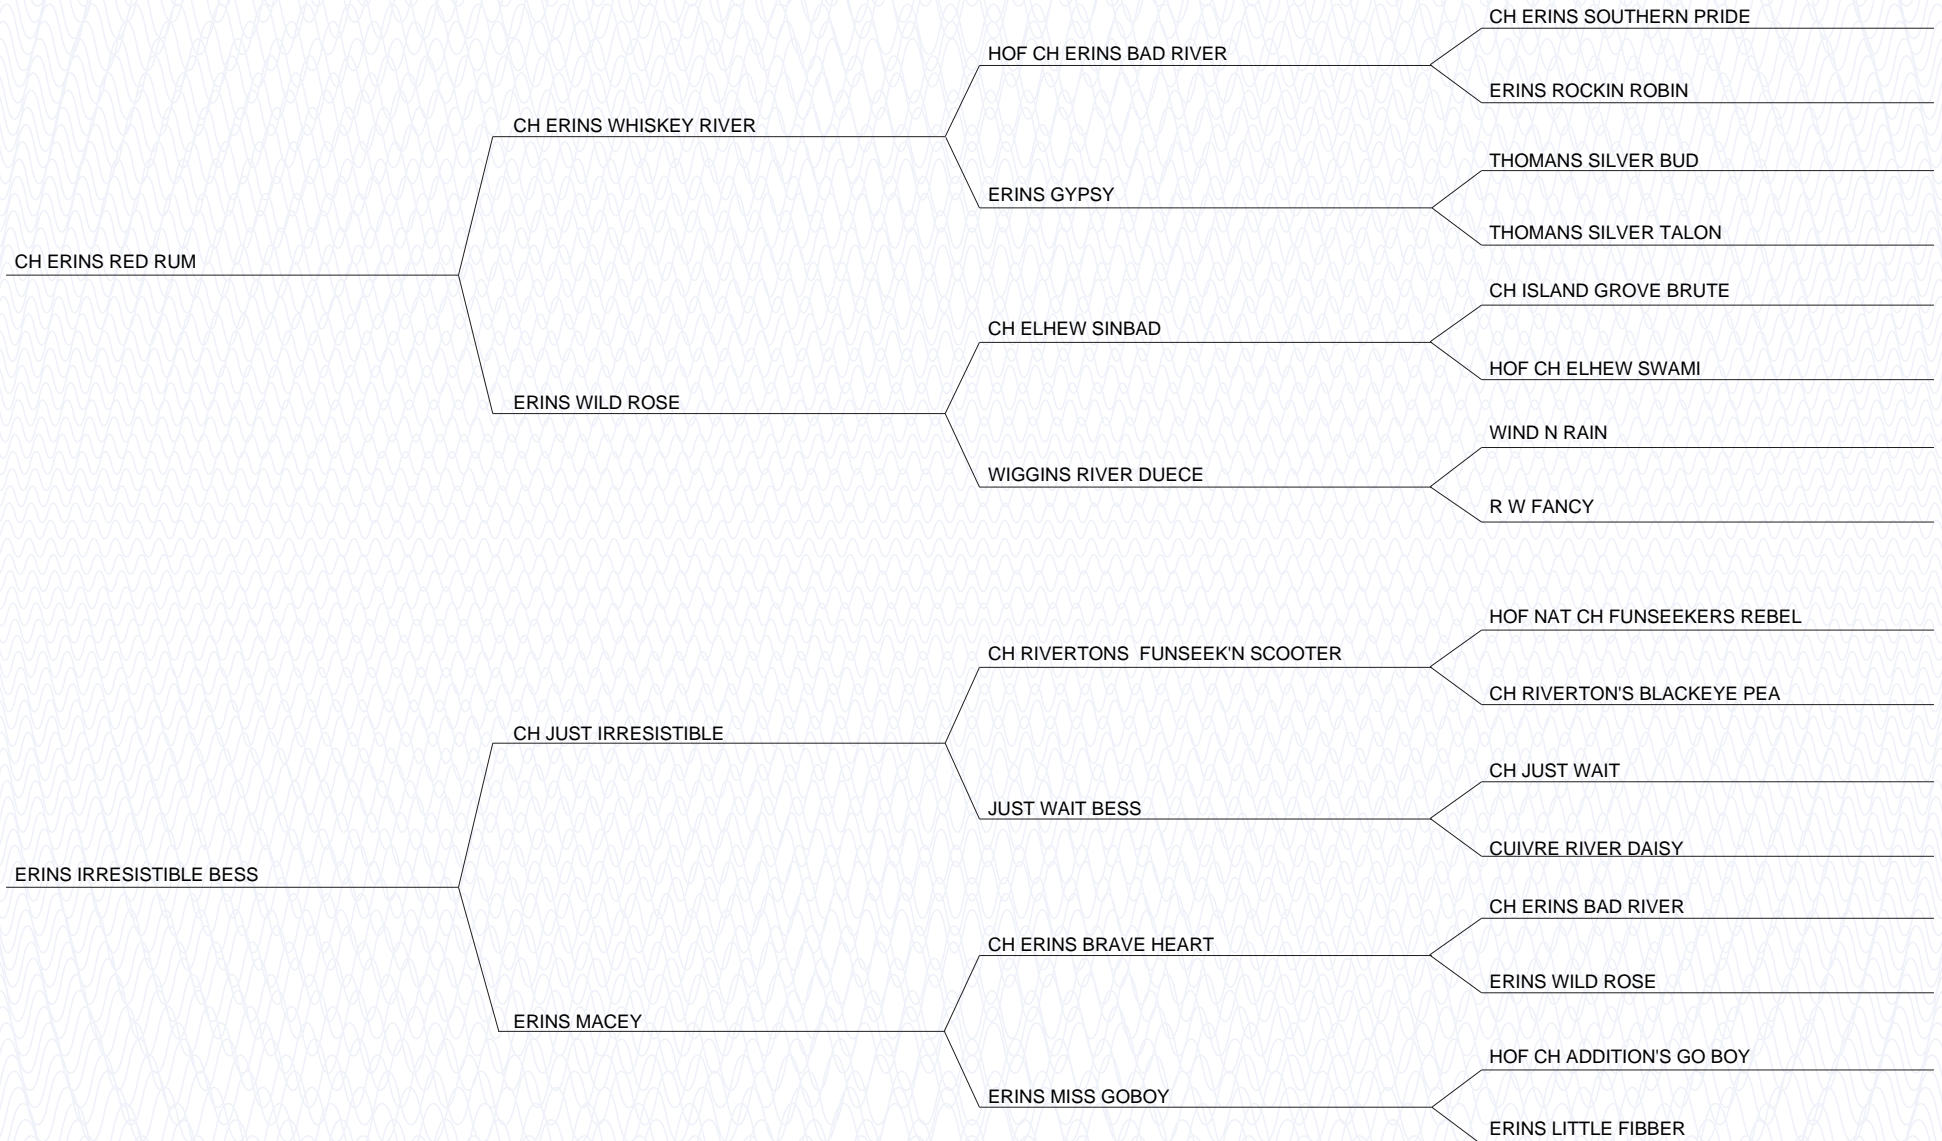 CH ERINS SOUTHERN PRIDE
HOF CH ERINS BAD RIVER
ERINS ROCKIN ROBIN
CH ERINS WHISKEY RIVER
THOMANS SILVER BUD
ERINS GYPSY
THOMANS SILVER TALON
CH ERINS RED RUM
CH ISLAND GROVE BRUTE
CH ELHEW SINBAD
HOF CH ELHEW SWAMI
ERINS WILD ROSE
WIND N RAIN
WIGGINS RIVER DUECE
R W FANCY
HOF NAT CH FUNSEEKERS REBEL
CH RIVERTONS  FUNSEEK'N SCOOTER
CH RIVERTON'S BLACKEYE PEA
CH JUST IRRESISTIBLE
CH JUST WAIT
JUST WAIT BESS
CUIVRE RIVER DAISY
ERINS IRRESISTIBLE BESS
CH ERINS BAD RIVER
CH ERINS BRAVE HEART
ERINS WILD ROSE
ERINS MACEY
HOF CH ADDITION'S GO BOY
ERINS MISS GOBOY
ERINS LITTLE FIBBER